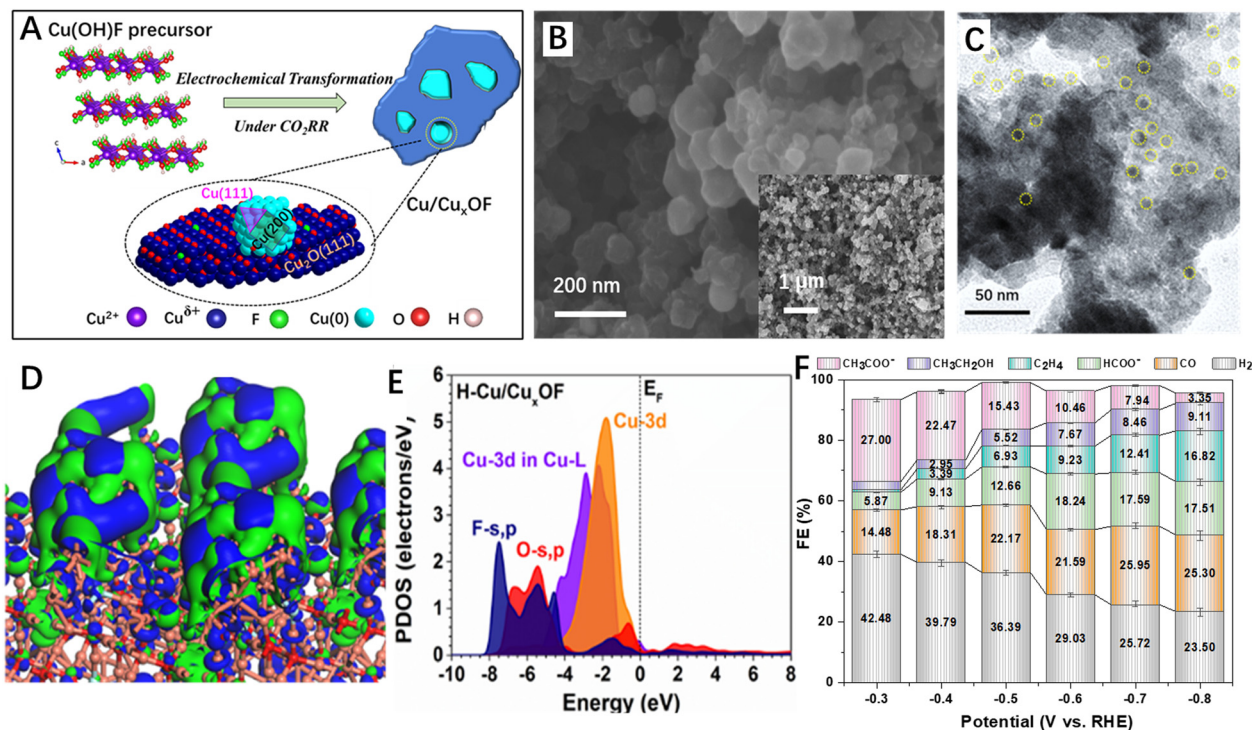 A
Cu(OH)F precursor
Electrochemical Transformation
Under CO₂RR
c
a
Cu(111)
Cu(200)
Cu₂O(111)
Cu/CuₓOF
Cu²⁺
Cu^δ+
F
Cu(0)
O
H
B
200 nm
1 μm
C
50 nm
D
E
H-Cu/CuₓOF
E_F
Cu-3d
Cu-3d in Cu-L
F-s,p
O-s,p
PDOS (electrons/eV,
6
5
4
3
2
1
0
-10 -8 -6 -4 -2 0 2 4 6 8
Energy (eV)
F
CH₃COO⁻ CH₃CH₂OH C₂H₄ HCOO⁻ CO H₂
FE (%)
100
80
60
40
20
0
27.00 22.47 15.43 10.46 7.94 3.35
2.95 5.52 7.67 8.46 9.11
3.39 6.93 9.23 12.41 16.82
5.87 9.13 12.66 18.24 17.59 17.51
14.48 18.31 22.17 21.59 25.95 25.30
42.48 39.79 36.39 29.03 25.72 23.50
-0.3 -0.4 -0.5 -0.6 -0.7 -0.8
Potential (V vs. RHE)